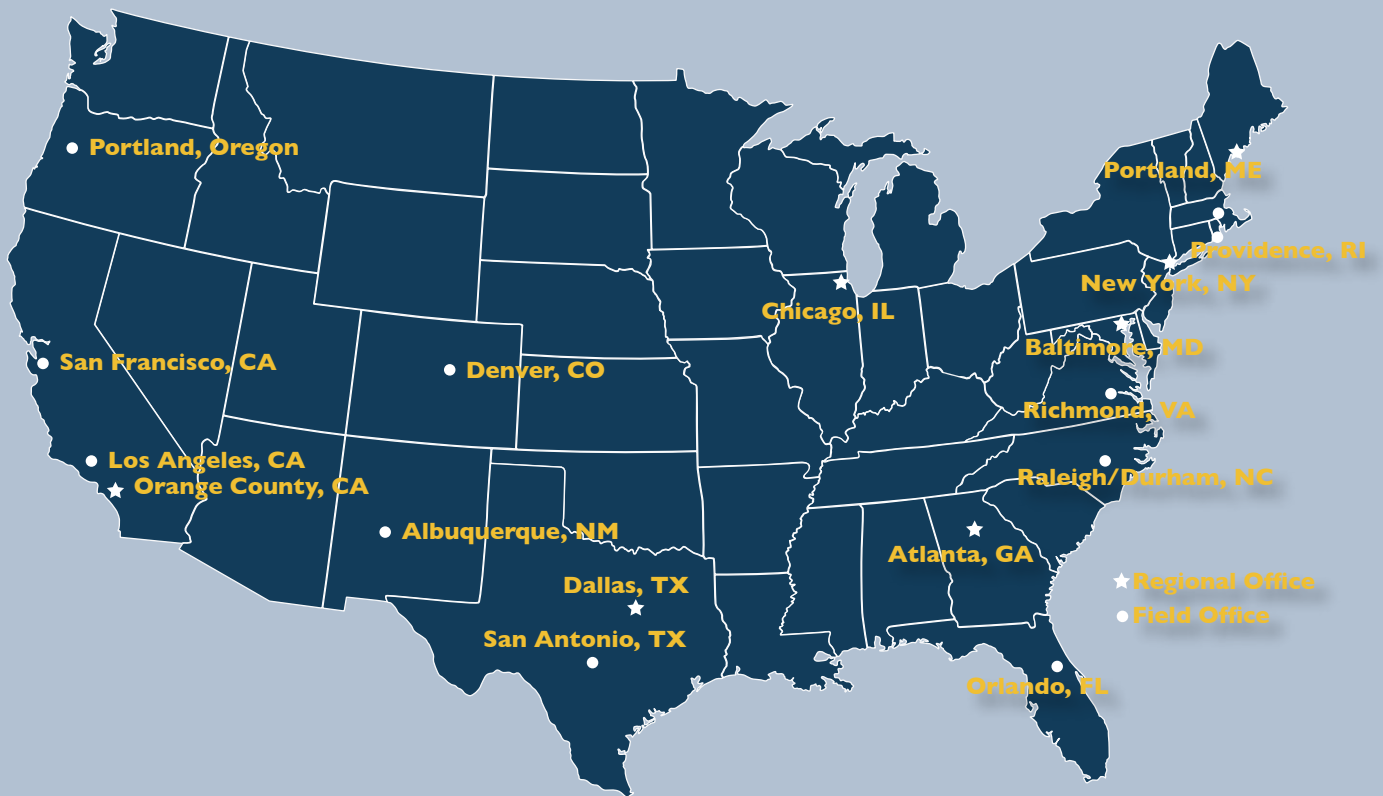 Portland, Oregon
Portland, ME
Providence, RI
New York, NY
Chicago, IL
Baltimore, MD
San Francisco, CA
Denver, CO
Richmond, VA
Los Angeles, CA
Orange County, CA
Raleigh/Durham, NC
Albuquerque, NM
Atlanta, GA
Dallas, TX
Regional Office
Field Office
San Antonio, TX
Orlando, FL